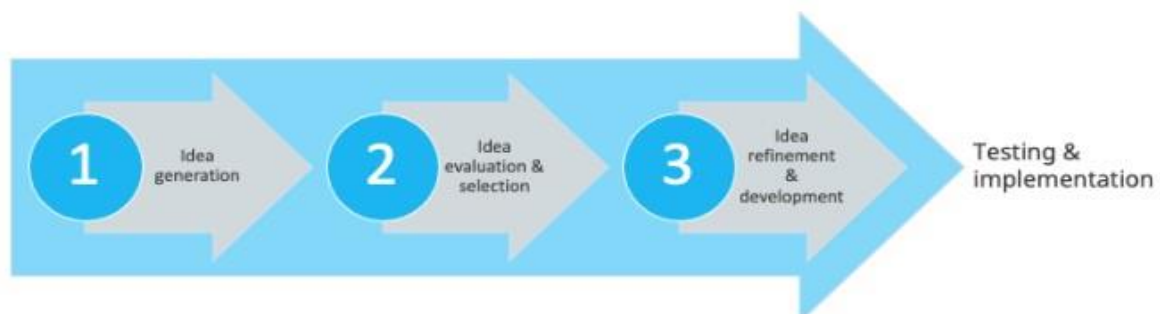 1
Idea
generation
2
Idea
evaluation &
selection
3
Idea
refinement
&
development
Testing &
implementation